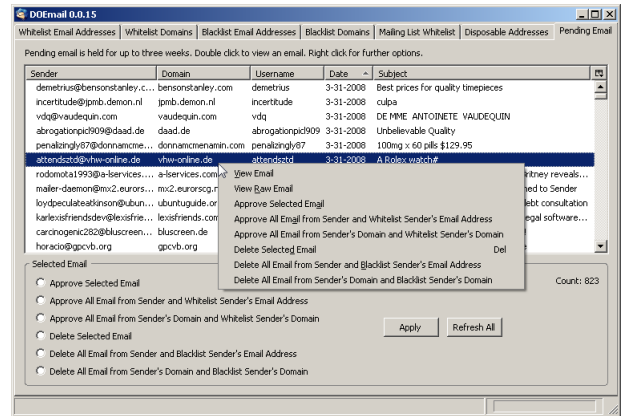 DOEmail 0.0.15
Whitelist Email Addresses Whitelist Domains Blacklist Email Addresses Blacklist Domains Mailing List Whitelist Disposable Addresses Pending Email
Pending email is held for up to three weeks. Double click to view an email. Right click for further options.
Sender Domain Username Date Subject
demetrius@bensonstanley.c... bensonstanley.com demetrius 3-31-2008 Best prices for quality timepieces
incertitude@jpmb.demon.nl jpmb.demon.nl incertitude 3-31-2008 culpa
vdq@vaudequin.com vaudequin.com vdq 3-31-2008 DE MME ANTOINETE VAUDEQUIN
abrogationpicl909@daad.de daad.de abrogationpicl909 3-31-2008 Unbelievable Quality
penalizingly87@donnamcme... donnamcmenamin.com penalizingly87 3-31-2008 100mg x 60 pills $129.95
attendsztd@vhw-online.de vhw-online.de attendsztd 3-31-2008 A Rolex watch#
rodomota1993@a-lservices... a-lservices.com ritney reveals...
mailer-daemon@mx2.eurors... mx2.eurorscg.r ned to Sender
loydpeculateatkinson@ubun... ubuntuguide.or ebt consultation
karlexisfriendsdev@lexisfrie... lexisfriends.com egal software...
carcinogenic282@bluscreen... bluscreen.de
horacio@gpcvb.org gpcvb.org
View Email
View Raw Email
Approve Selected Email
Approve All Email from Sender and Whitelist Sender's Email Address
Approve All Email from Sender's Domain and Whitelist Sender's Domain
Delete Selected Email Del
Delete All Email from Sender and Blacklist Sender's Email Address
Delete All Email from Sender's Domain and Blacklist Sender's Domain
Selected Email
Count: 823
Approve Selected Email
Approve All Email from Sender and Whitelist Sender's Email Address
Approve All Email from Sender's Domain and Whitelist Sender's Domain
Delete Selected Email
Delete All Email from Sender and Blacklist Sender's Email Address
Delete All Email from Sender's Domain and Blacklist Sender's Domain
Apply Refresh All